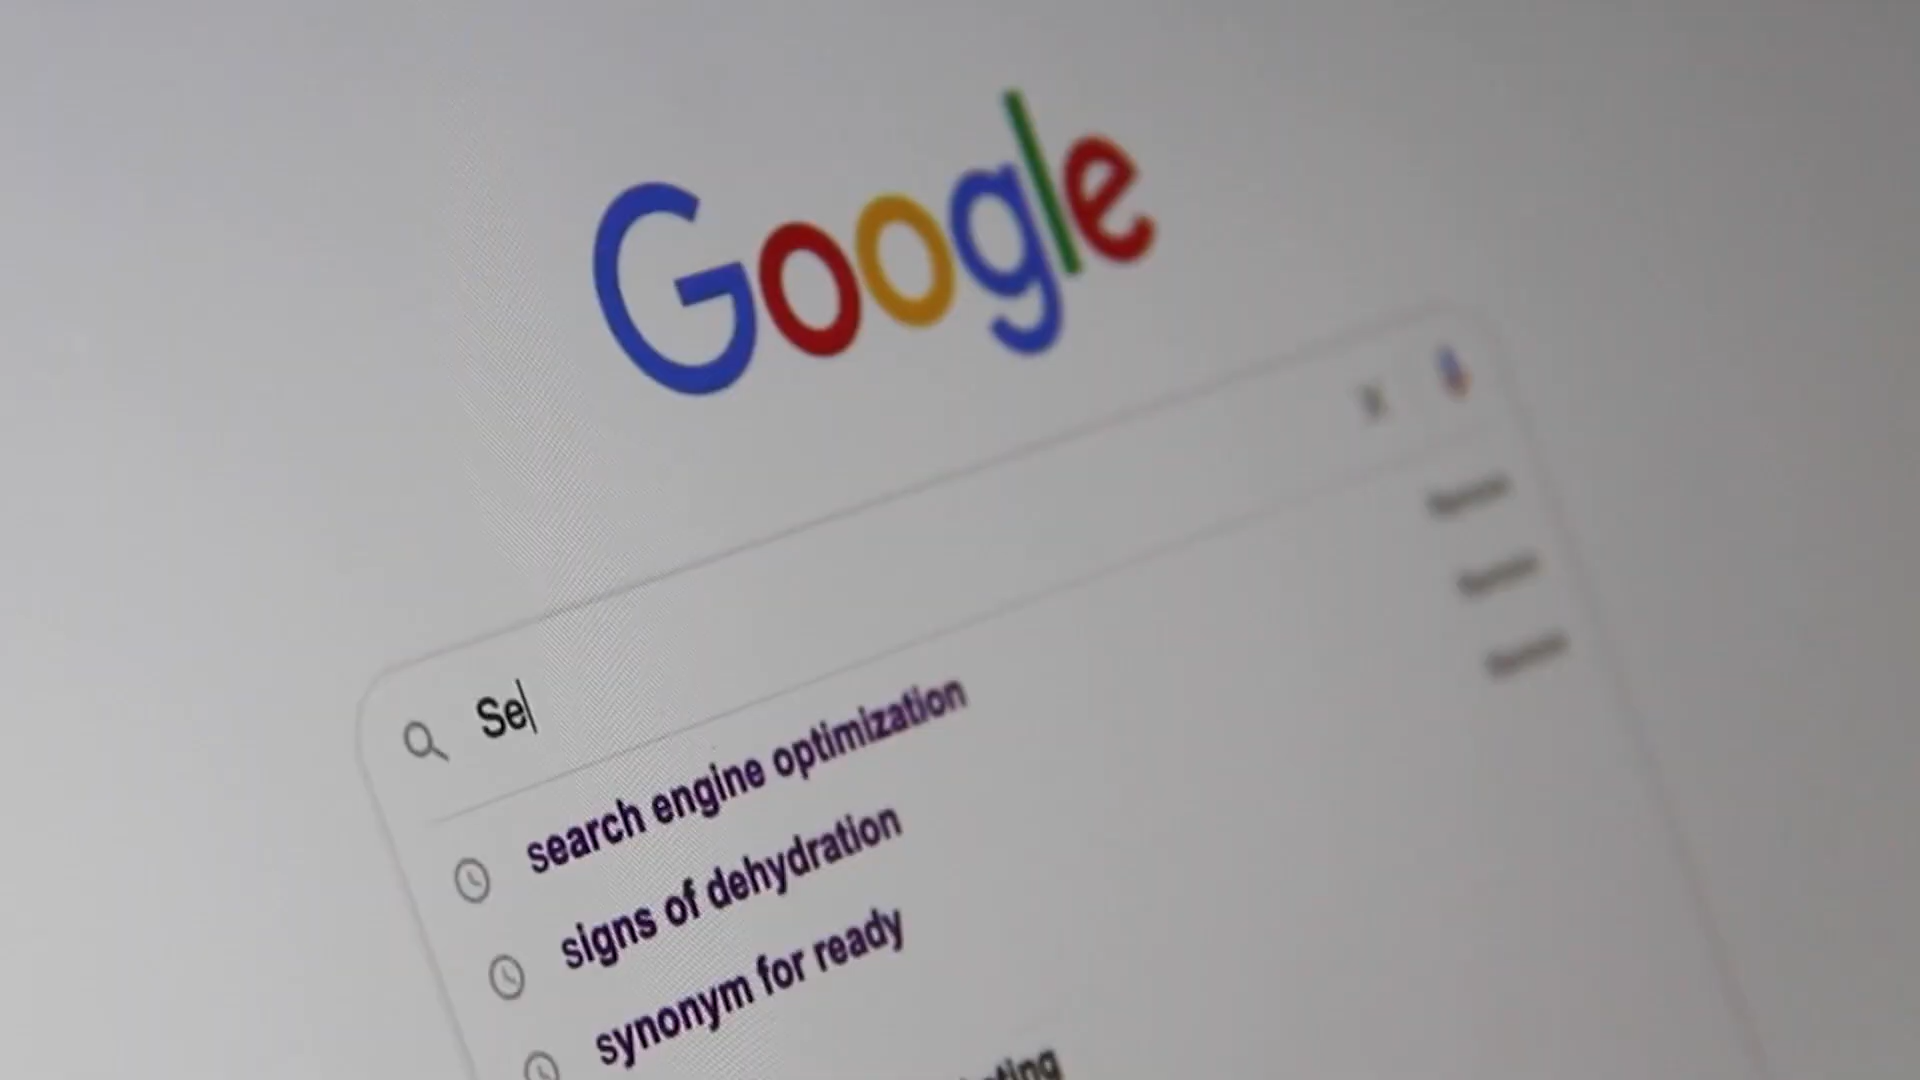 Google
Se
search engine optimization
signs of dehydration
synonym for ready